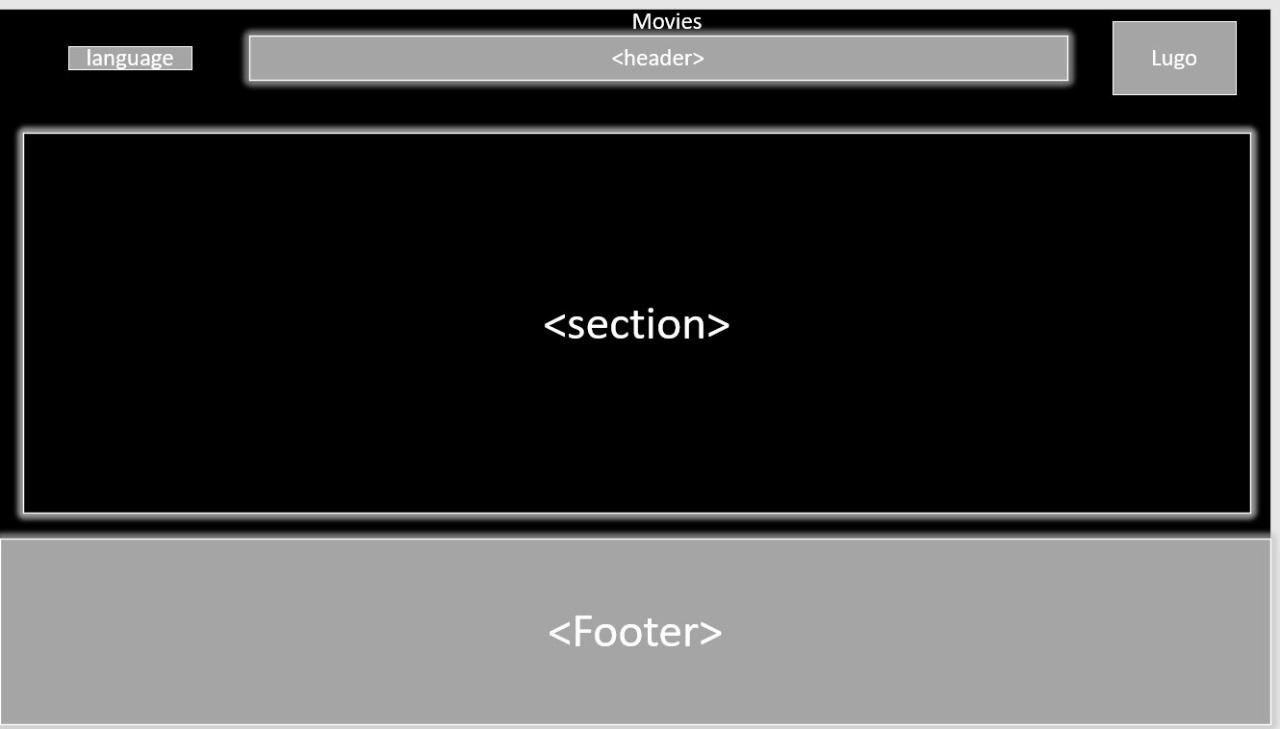 Movies
language
<header>
Lugo
<section>
<Footer>